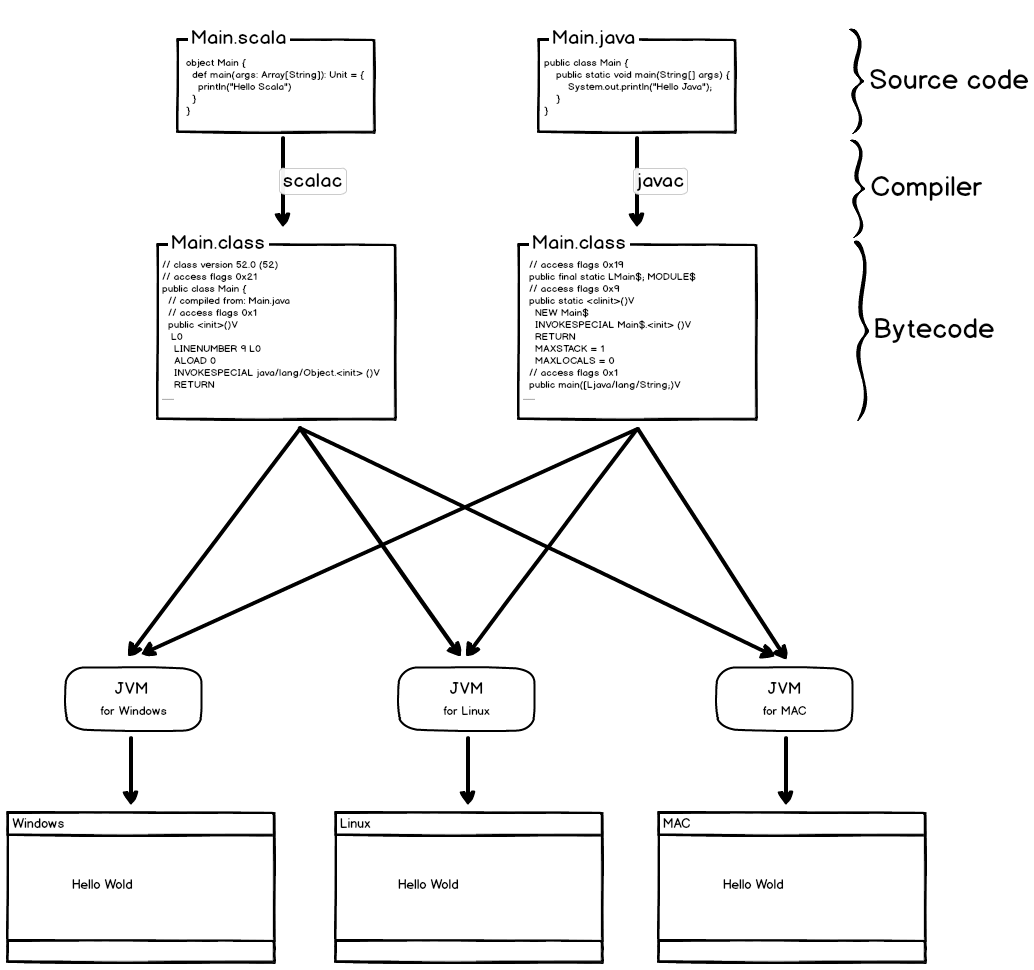 Main.scala
object Main {
def main(args: Array[String]): Unit = {
println("Hello Scala")
}
}
Main.java
public class Main {
public static void main(String[] args) {
System.out.println("Hello Java");
}
}
Source code
scalac
javac
Compiler
Main.class
// class version 52.0 (52)
// access flags 0x21
public class Main {
// compiled from: Main.java
// access flags 0x1
public <init>()V
L0
LINENUMBER 9 L0
ALOAD 0
INVOKESPECIAL java/lang/Object.<init> ()V
RETURN
Main.class
// access flags 0x19
public final static LMain$; MODULE$
// access flags 0x9
public static <clinit>()V
NEW Main$
INVOKESPECIAL Main$.<init> ()V
RETURN
MAXSTACK = 1
MAXLOCALS = 0
// access flags 0x1
public main([Ljava/lang/String;)V
Bytecode
JVM
for Windows
JVM
for Linux
JVM
for MAC
Windows
Hello Wold
Linux
Hello Wold
MAC
Hello Wold